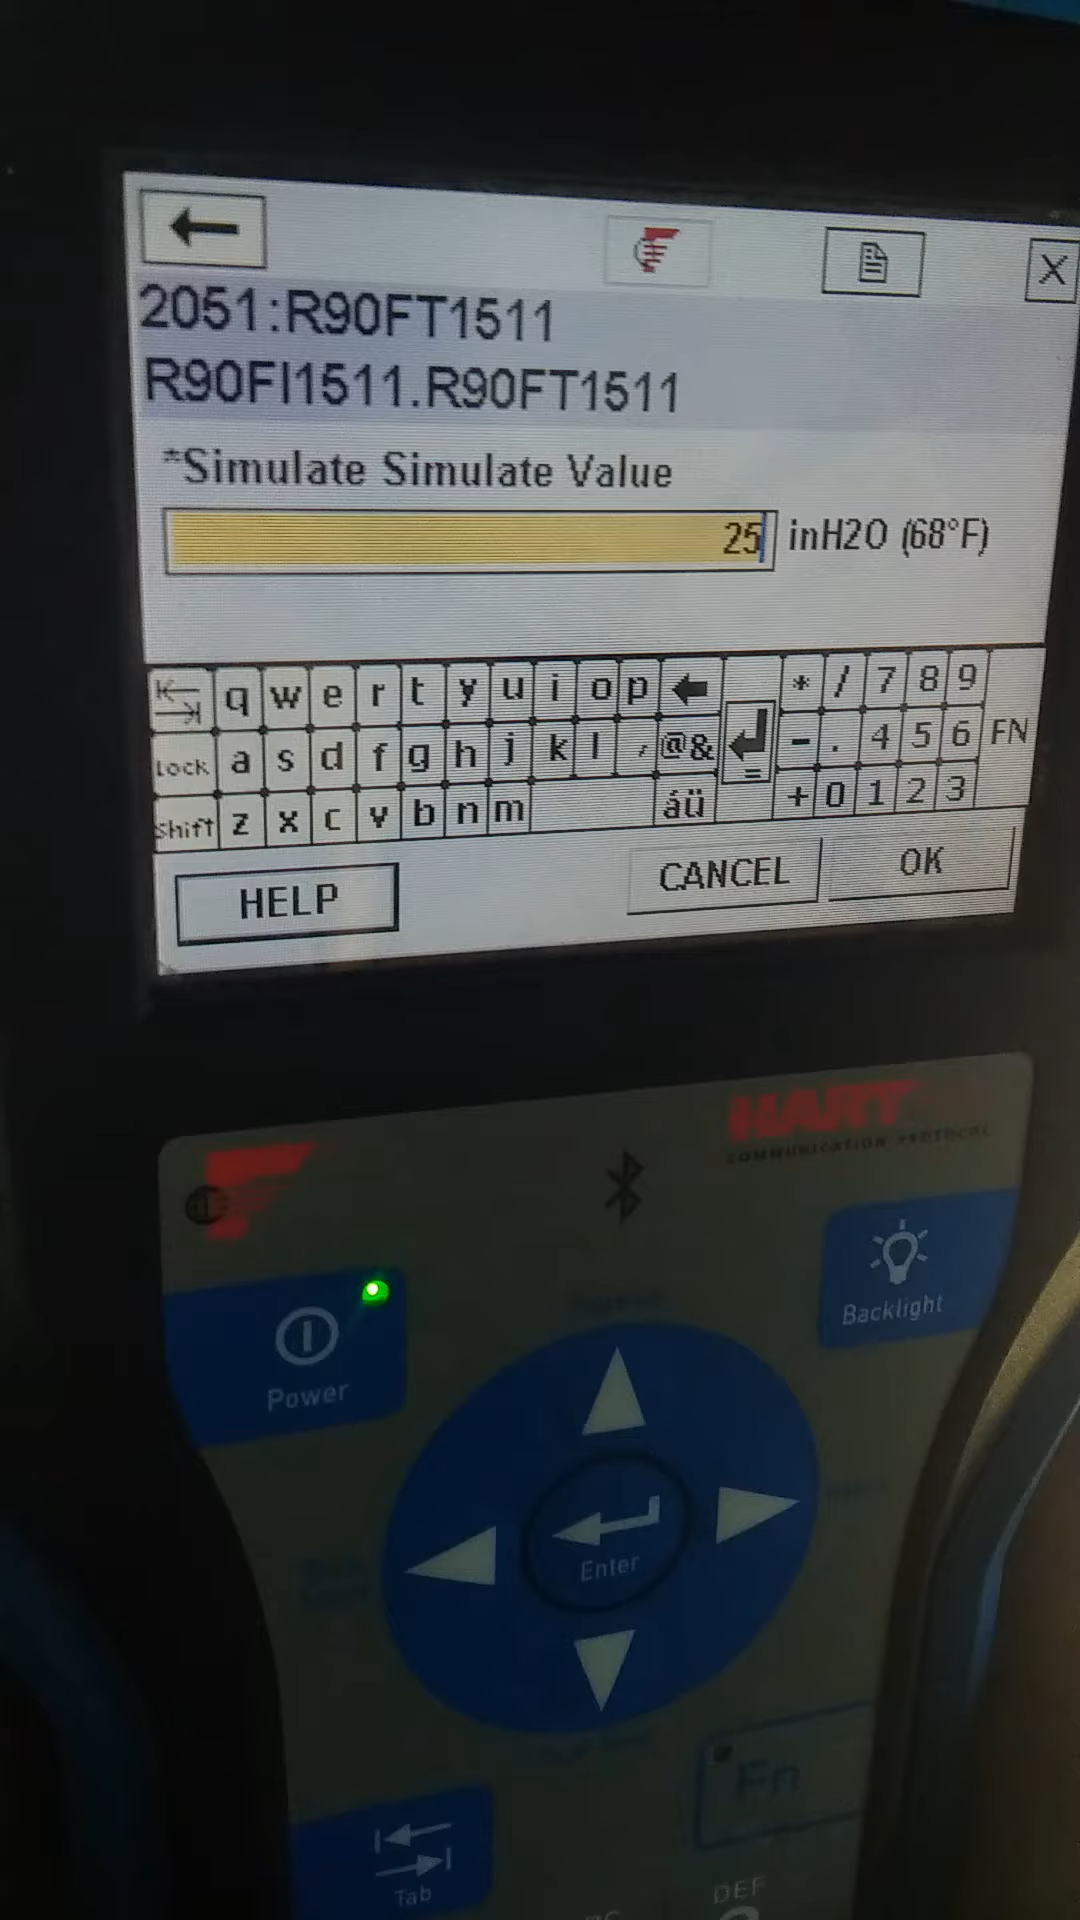 2051:R90FT1511
R90FI1511.R90FT1511
*Simulate Simulate Value
25 inH2O (68°F)
q w e r t y u i o p * / 7 8 9
Lock a s d f g h j k l , @& - . 4 5 6 FN
Shift z x c v b n m áü = + 0 1 2 3
HELP CANCEL OK
HART
COMMUNICATION PROTOCOL
Power
Backlight
Enter
Fn
Tab
DEF